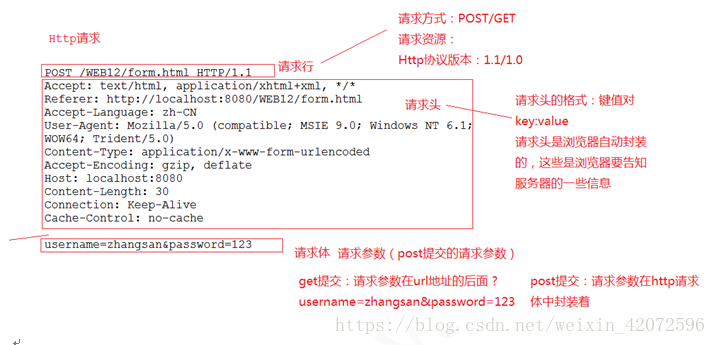 Http请求
请求方式：POST/GET
请求资源：
Http协议版本：1.1/1.0
POST /WEB12/form.html HTTP/1.1
请求行
Accept: text/html, application/xhtml+xml, */*
Referer: http://localhost:8080/WEB12/form.html
Accept-Language: zh-CN
User-Agent: Mozilla/5.0 (compatible; MSIE 9.0; Windows NT 6.1;
WOW64; Trident/5.0)
Content-Type: application/x-www-form-urlencoded
Accept-Encoding: gzip, deflate
Host: localhost:8080
Content-Length: 30
Connection: Keep-Alive
Cache-Control: no-cache
请求头
请求头的格式：键值对
key:value
请求头是浏览器自动封装
的，这些是浏览器要告知
服务器的一些信息
username=zhangsan&password=123
请求体 请求参数（post提交的请求参数）
get提交：请求参数在url地址的后面？
username=zhangsan&password=123
post提交：请求参数在http请求
体中封装着
https://blog.csdn.net/weixin_42072596